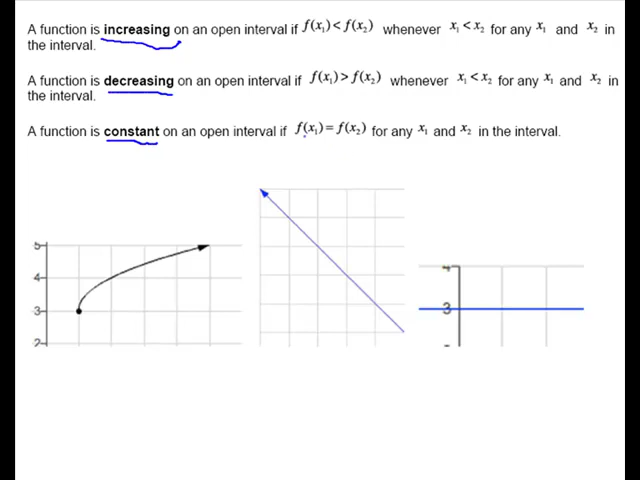 A function is increasing on an open interval if f(x₁) < f(x₂) whenever x₁ < x₂ for any x₁ and x₂ in
the interval.
A function is decreasing on an open interval if f(x₁) > f(x₂) whenever x₁ < x₂ for any x₁ and x₂ in
the interval.
A function is constant on an open interval if f(x₁) = f(x₂) for any x₁ and x₂ in the interval.
5
4
3
2
4
3